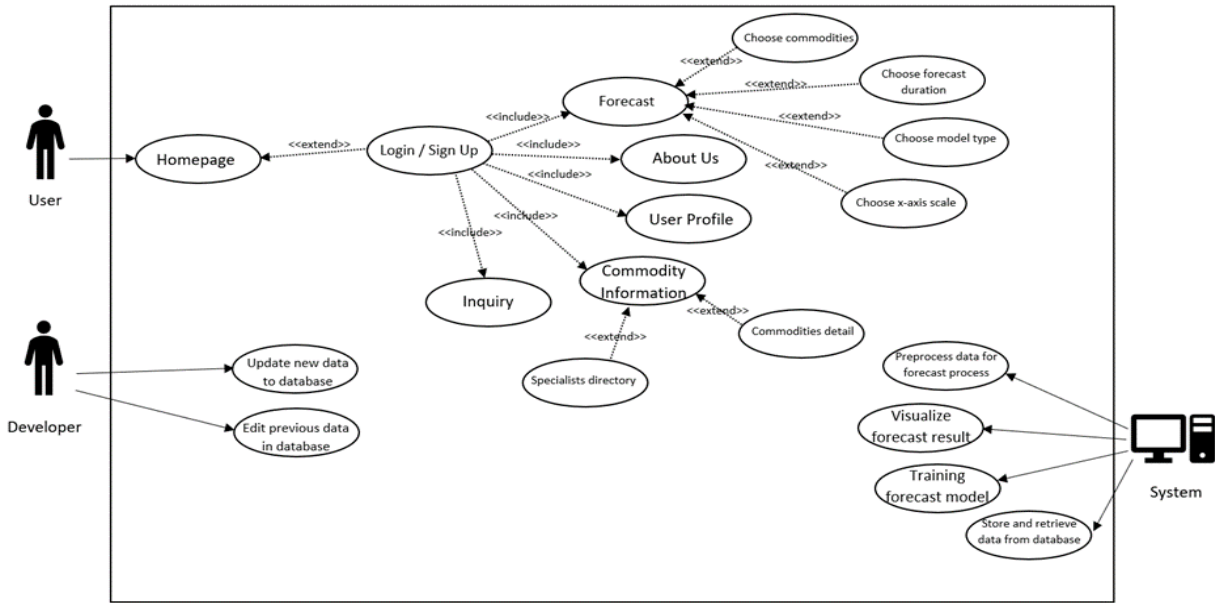 Choose commodities
<<extend>>
Choose forecast
duration
<<extend>>
Forecast
<<include>>
<<extend>>
Choose model type
User
Homepage
<<extend>>
Login / Sign Up
<<include>>
About Us
<<extend>>
<<include>>
Choose x-axis scale
User Profile
<<include>>
<<include>>
Commodity
Information
Inquiry
<<extend>>
Commodities detail
<<extend>>
Specialists directory
Developer
Update new data
to database
Edit previous data
in database
Preprocess data for
forecast process
Visualize
forecast result
Training
forecast model
Store and retrieve
data from database
System